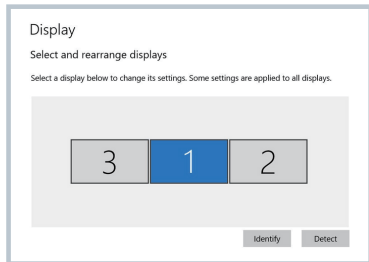 Display
Select and rearrange displays
Select a display below to change its settings. Some settings are applied to all displays.
3 1 2
Identify Detect